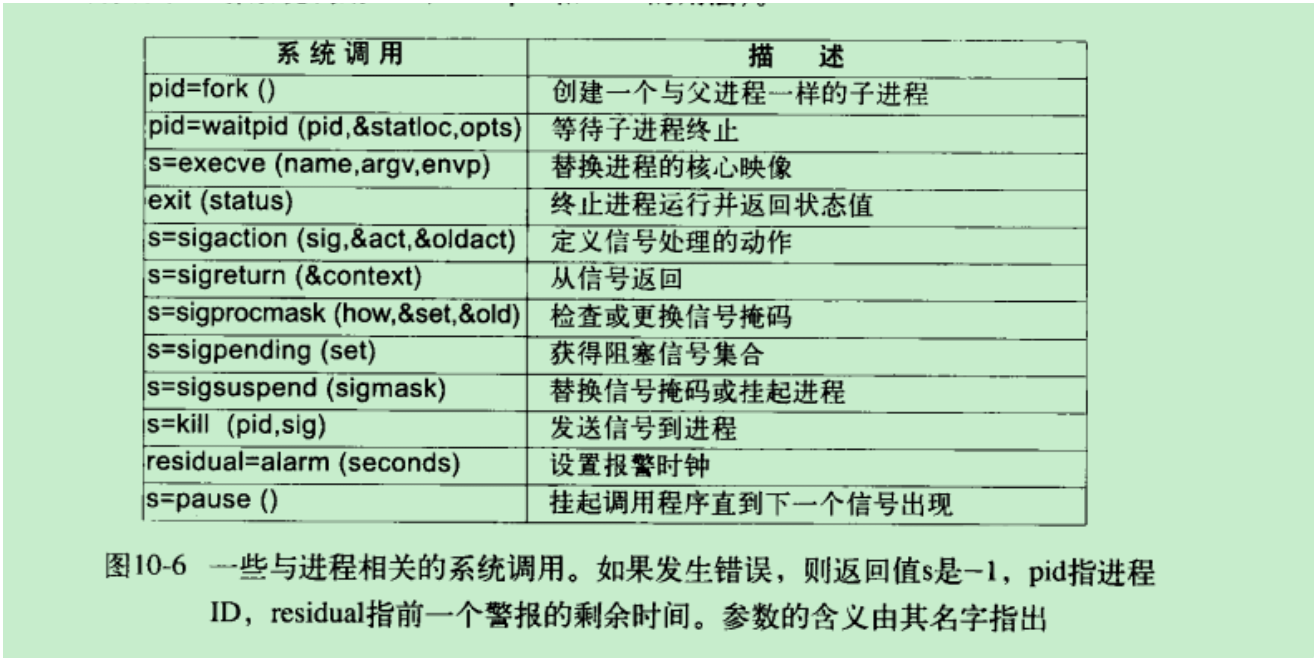 系统调用 描 述
pid=fork () 创建一个与父进程一样的子进程
pid=waitpid (pid,&statloc,opts) 等待子进程终止
s=execve (name,argv,envp) 替换进程的核心映像
exit (status) 终止进程运行并返回状态值
s=sigaction (sig,&act,&oldact) 定义信号处理的动作
s=sigreturn (&context) 从信号返回
s=sigprocmask (how,&set,&old) 检查或更换信号掩码
s=sigpending (set) 获得阻塞信号集合
s=sigsuspend (sigmask) 替换信号掩码或挂起进程
s=kill (pid,sig) 发送信号到进程
residual=alarm (seconds) 设置报警时钟
s=pause () 挂起调用程序直到下一个信号出现
图10-6 一些与进程相关的系统调用。如果发生错误，则返回值s是−1，pid指进程
ID，residual指前一个警报的剩余时间。参数的含义由其名字指出